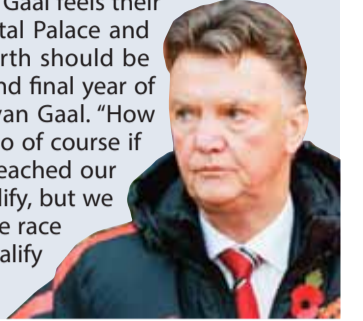 Gaal feels their
tal Palace and
rth should be
nd final year of
van Gaal. “How
o of course if
eached our
lify, but we
e race
alify